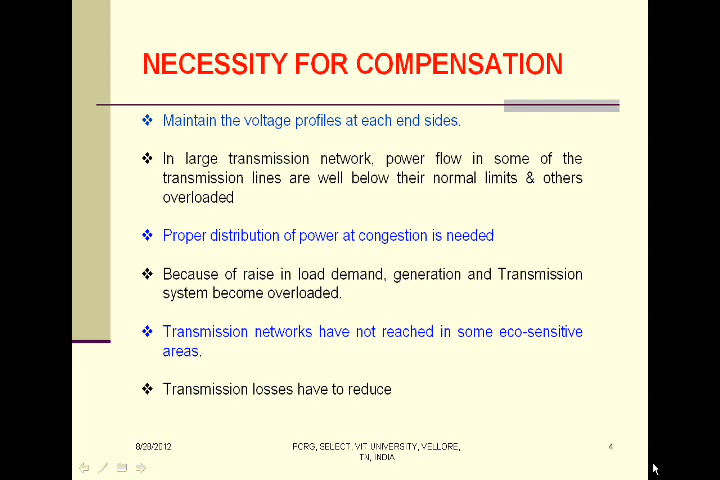 NECESSITY FOR COMPENSATION
Maintain the voltage profiles at each end sides.
In large transmission network, power flow in some of the
transmission lines are well below their normal limits & others
overloaded
Proper distribution of power at congestion is needed
Because of raise in load demand, generation and Transmission
system become overloaded.
Transmission networks have not reached in some eco-sensitive
areas.
Transmission losses have to reduce
8/28/2012
PCRG, SELECT, VIT UNIVERSITY, VELLORE,
TN, INDIA
4